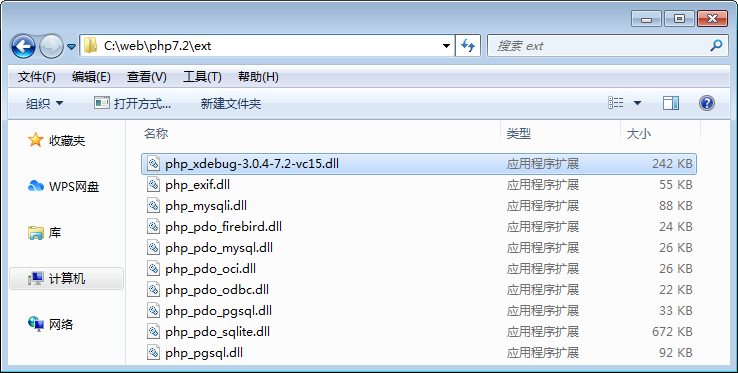 C:\web\php7.2\ext 搜索 ext
文件(F) 编辑(E) 查看(V) 工具(T) 帮助(H)
组织 打开方式... 新建文件夹
收藏夹
WPS网盘
库
计算机
网络
名称 类型 大小
php_xdebug-3.0.4-7.2-vc15.dll 应用程序扩展 242 KB
php_exif.dll 应用程序扩展 55 KB
php_mysqli.dll 应用程序扩展 88 KB
php_pdo_firebird.dll 应用程序扩展 24 KB
php_pdo_mysql.dll 应用程序扩展 26 KB
php_pdo_oci.dll 应用程序扩展 26 KB
php_pdo_odbc.dll 应用程序扩展 22 KB
php_pdo_pgsql.dll 应用程序扩展 33 KB
php_pdo_sqlite.dll 应用程序扩展 672 KB
php_pgsql.dll 应用程序扩展 92 KB